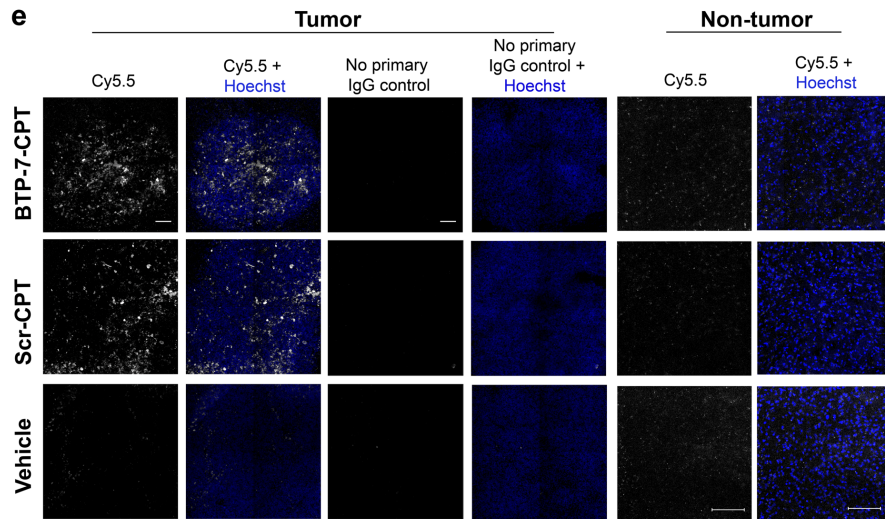 e
Tumor
Non-tumor
Cy5.5
Cy5.5 +
Hoechst
No primary
IgG control
No primary
IgG control +
Hoechst
Cy5.5
Cy5.5 +
Hoechst
BTP-7-CPT
Scr-CPT
Vehicle